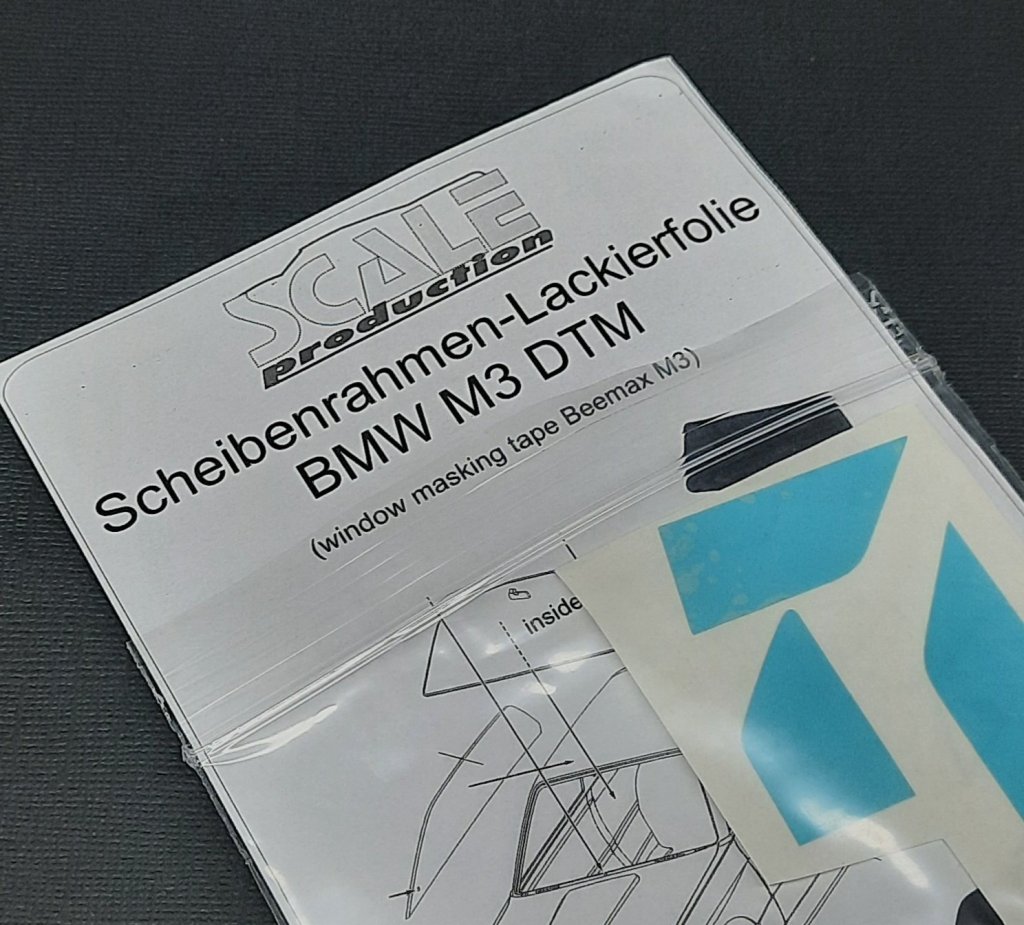 SCALE
production
Scheibenrahmen-Lackierfolie
BMW M3 DTM
(window masking tape Beemax M3)
inside